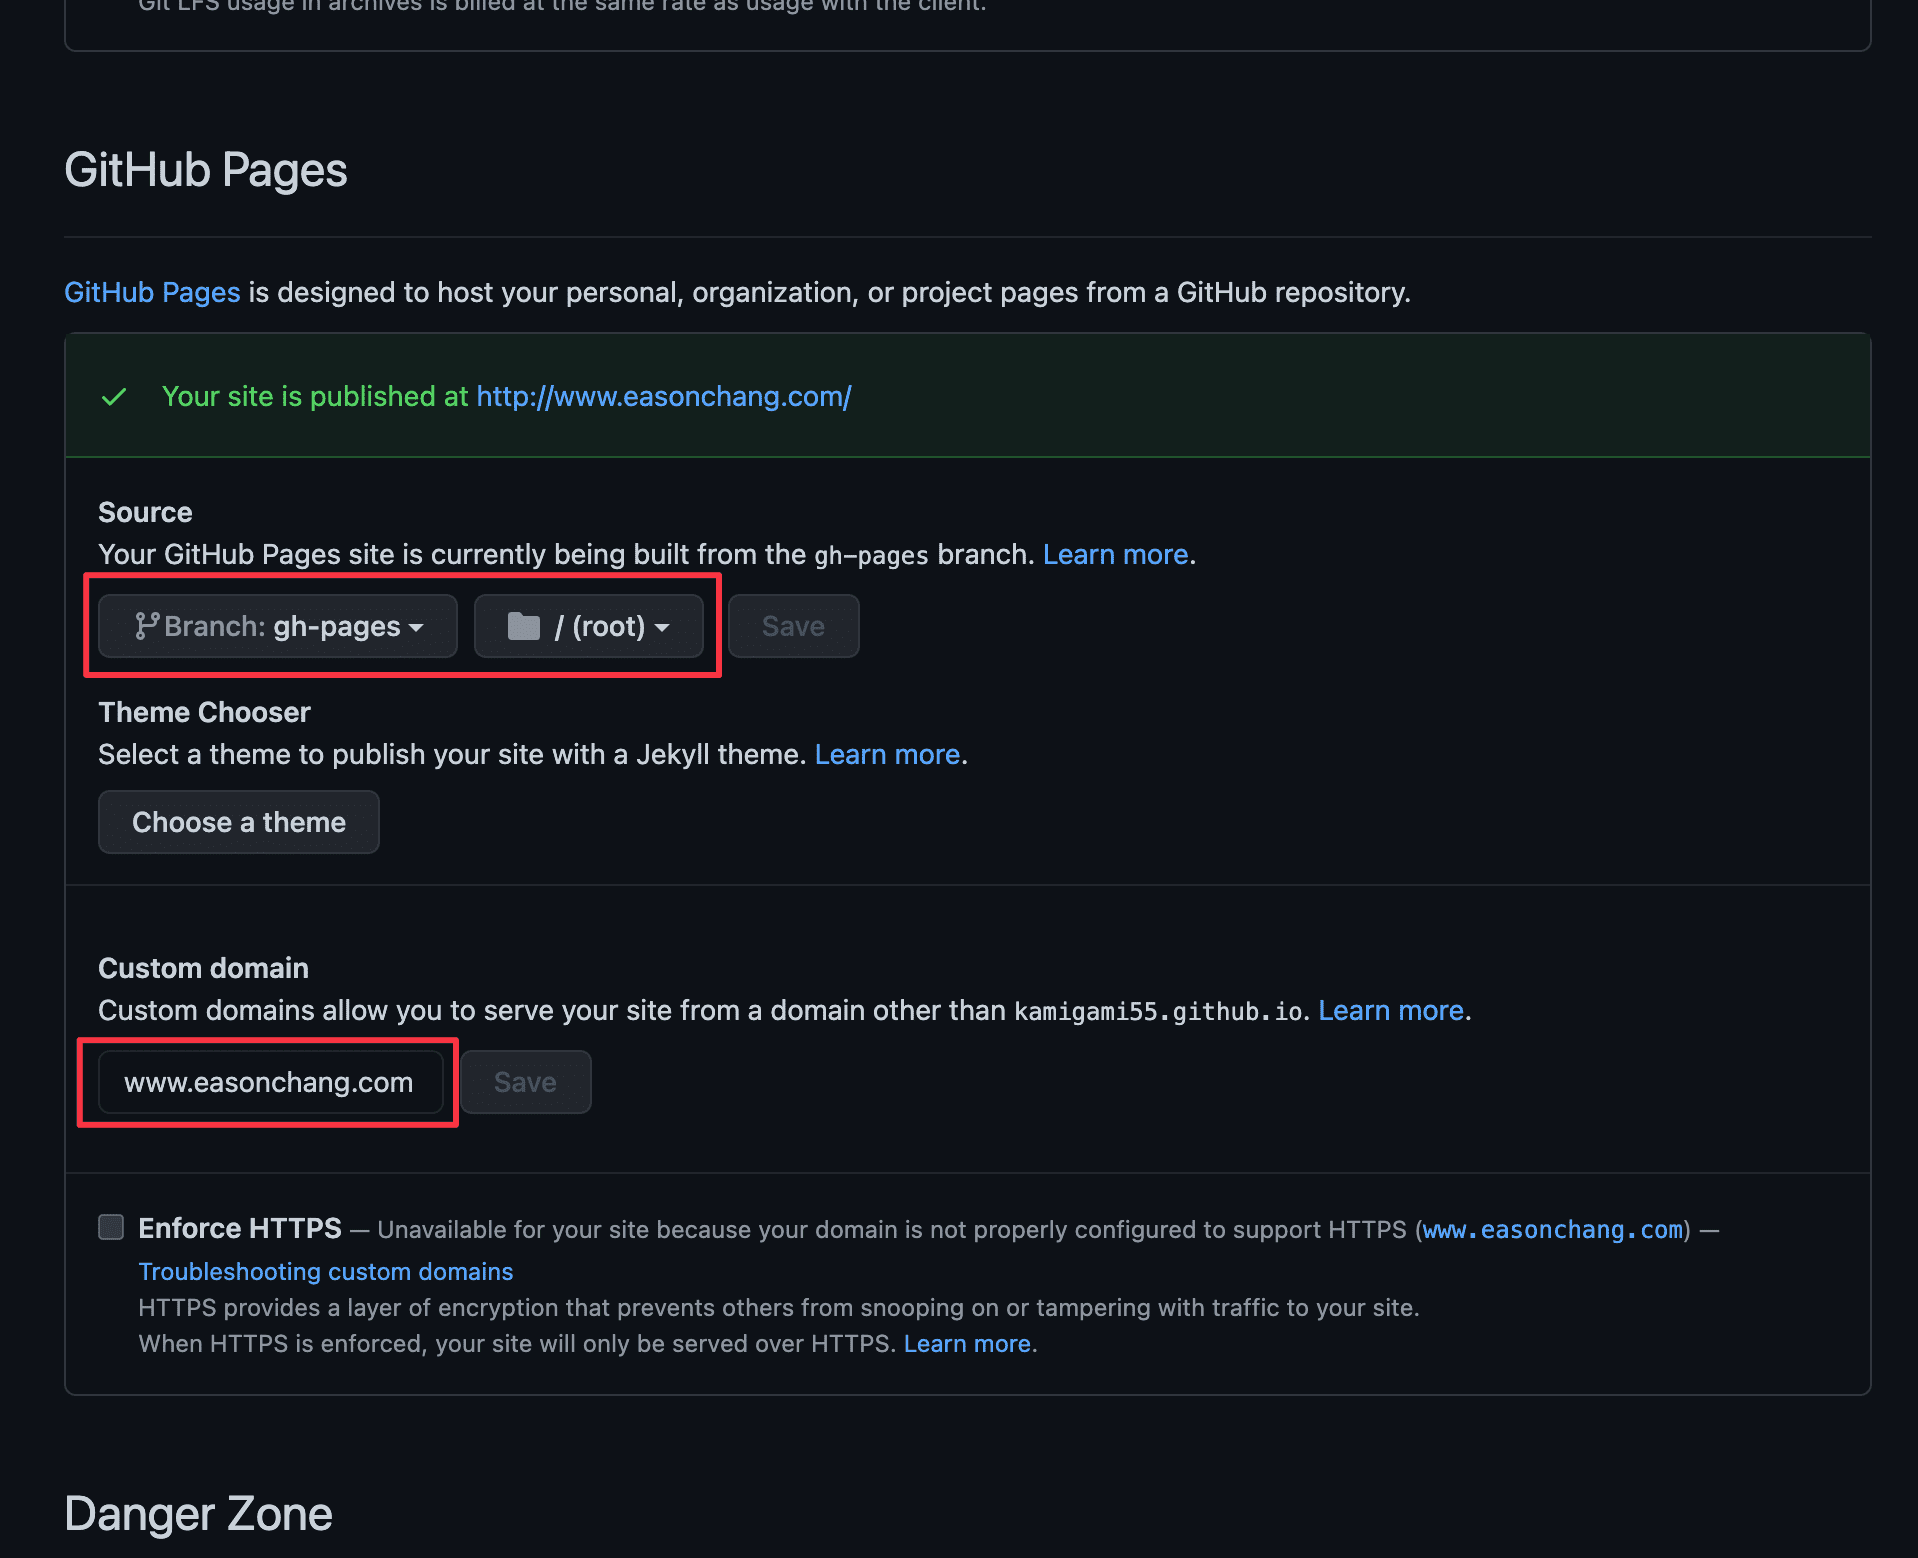 Git LFS usage in archives is billed at the same rate as usage with the client.
GitHub Pages
GitHub Pages is designed to host your personal, organization, or project pages from a GitHub repository.
Your site is published at http://www.easonchang.com/
Source
Your GitHub Pages site is currently being built from the gh-pages branch. Learn more.
Branch: gh-pages / (root) Save
Theme Chooser
Select a theme to publish your site with a Jekyll theme. Learn more.
Choose a theme
Custom domain
Custom domains allow you to serve your site from a domain other than kamigami55.github.io. Learn more.
www.easonchang.com Save
Enforce HTTPS — Unavailable for your site because your domain is not properly configured to support HTTPS (www.easonchang.com) —
Troubleshooting custom domains
HTTPS provides a layer of encryption that prevents others from snooping on or tampering with traffic to your site.
When HTTPS is enforced, your site will only be served over HTTPS. Learn more.
Danger Zone